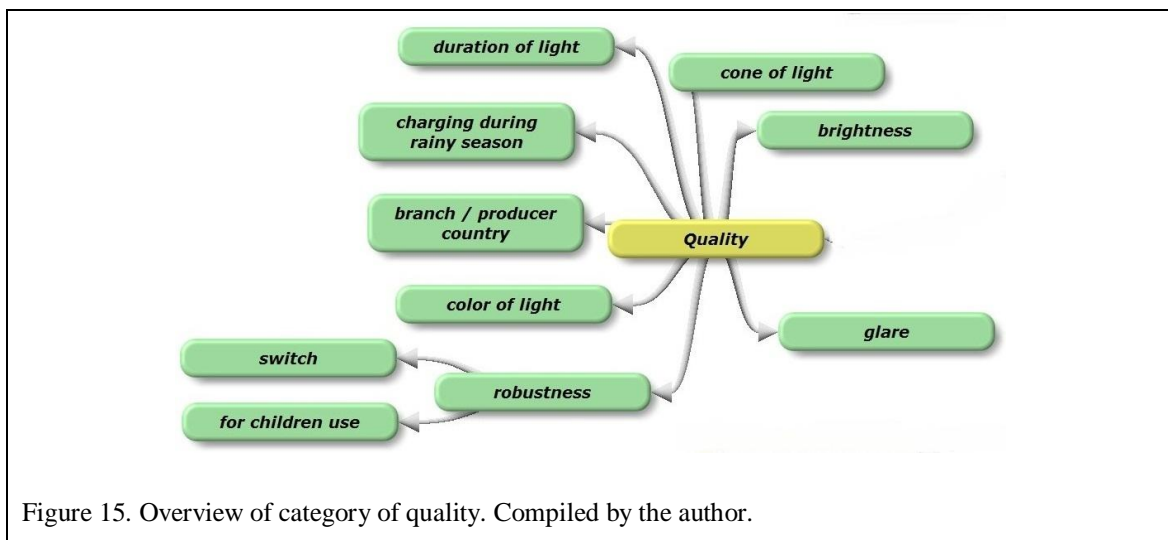 duration of light
cone of light
charging during
rainy season
brightness
branch / producer
country
Quality
color of light
glare
switch
robustness
for children use
Figure 15. Overview of category of quality. Compiled by the author.